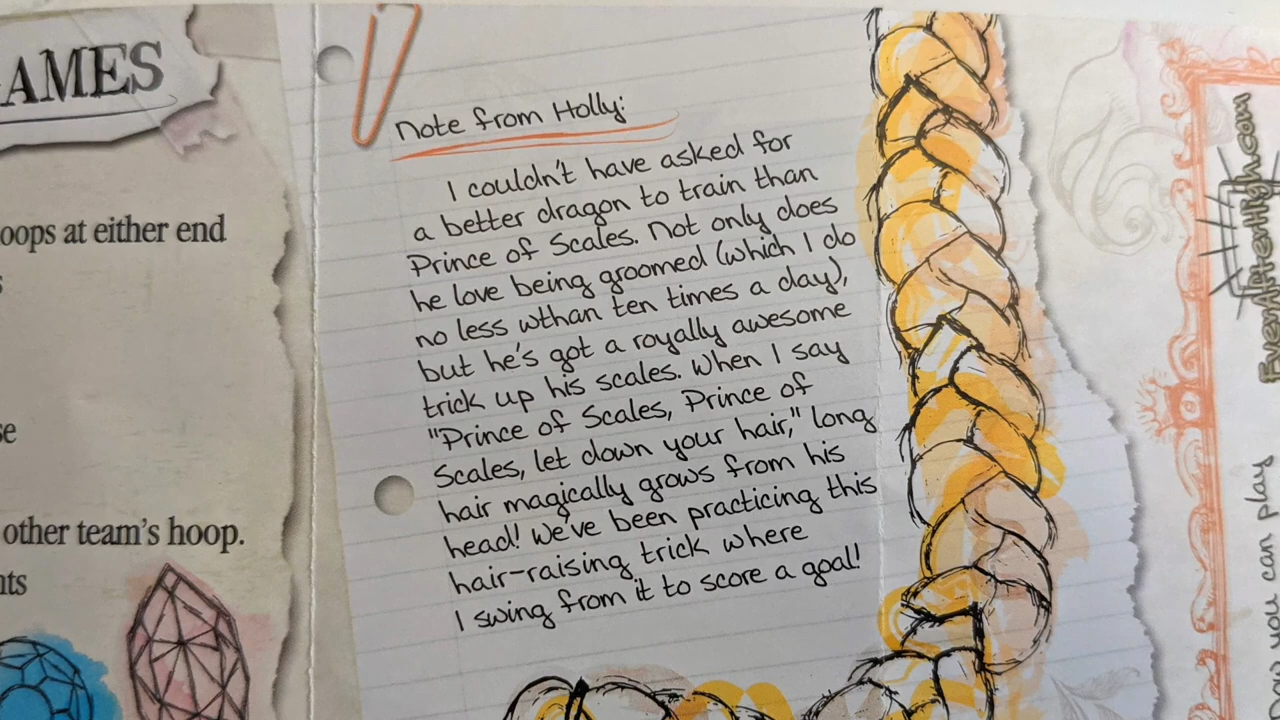 AMES
oops at either end
s
se
other team's hoop.
nts
Note from Holly:
I couldn't have asked for
a better dragon to train than
Prince of Scales. Not only does
he love being groomed (which I do
no less wthan ten times a day),
but he's got a royally awesome
trick up his scales. When I say
"Prince of Scales, Prince of
Scales, let down your hair," long
hair magically grows from his
head! We've been practicing this
hair-raising trick where
I swing from it to score a goal!
EverAfterHigh.com
you can play